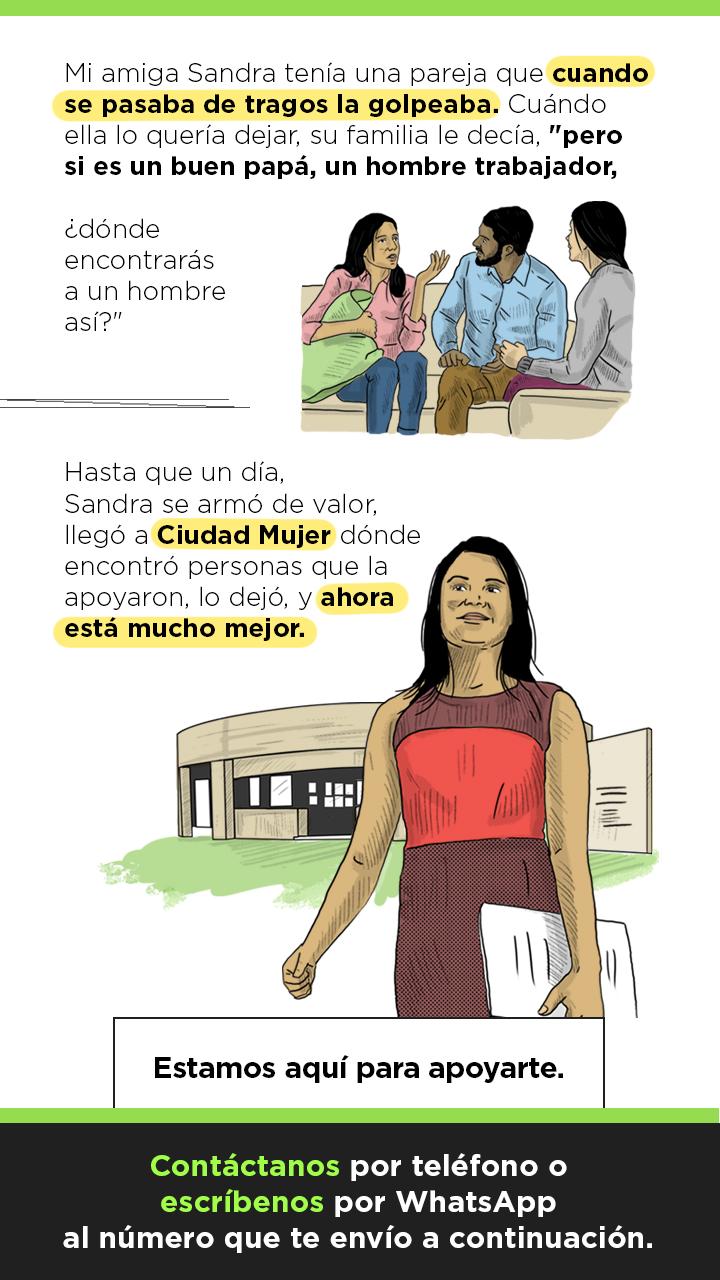 Mi amiga Sandra tenía una pareja que cuando
se pasaba de tragos la golpeaba. Cuándo
ella lo quería dejar, su familia le decía, "pero
si es un buen papá, un hombre trabajador,
¿dónde
encontrarás
a un hombre
así?"
Hasta que un día,
Sandra se armó de valor,
llegó a Ciudad Mujer dónde
encontró personas que la
apoyaron, lo dejó, y ahora
está mucho mejor.
Estamos aquí para apoyarte.
Contáctanos por teléfono o
escríbenos por WhatsApp
al número que te envío a continuación.